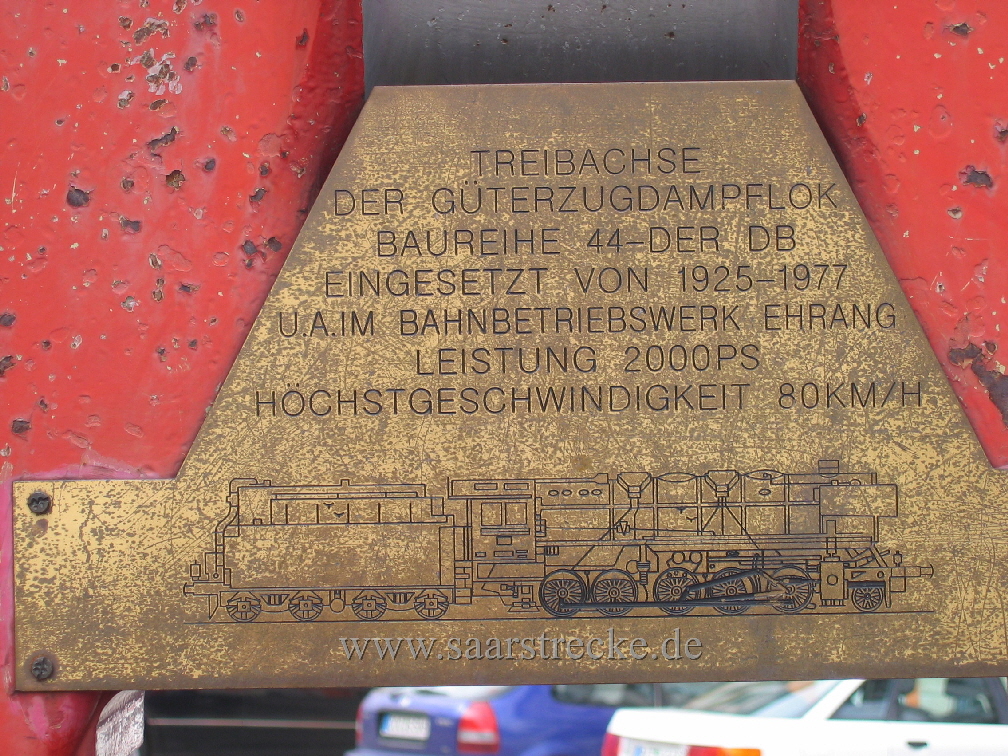 TREIBACHSE
DER GÜTERZUGDAMPFLOK
BAUREIHE 44-DER DB
EINGESETZT VON 1925-1977
U.A.IM BAHNBETRIEBSWERK EHRANG
LEISTUNG 2000PS
HÖCHSTGESCHWINDIGKEIT 80KM/H
www.saarstrecke.de